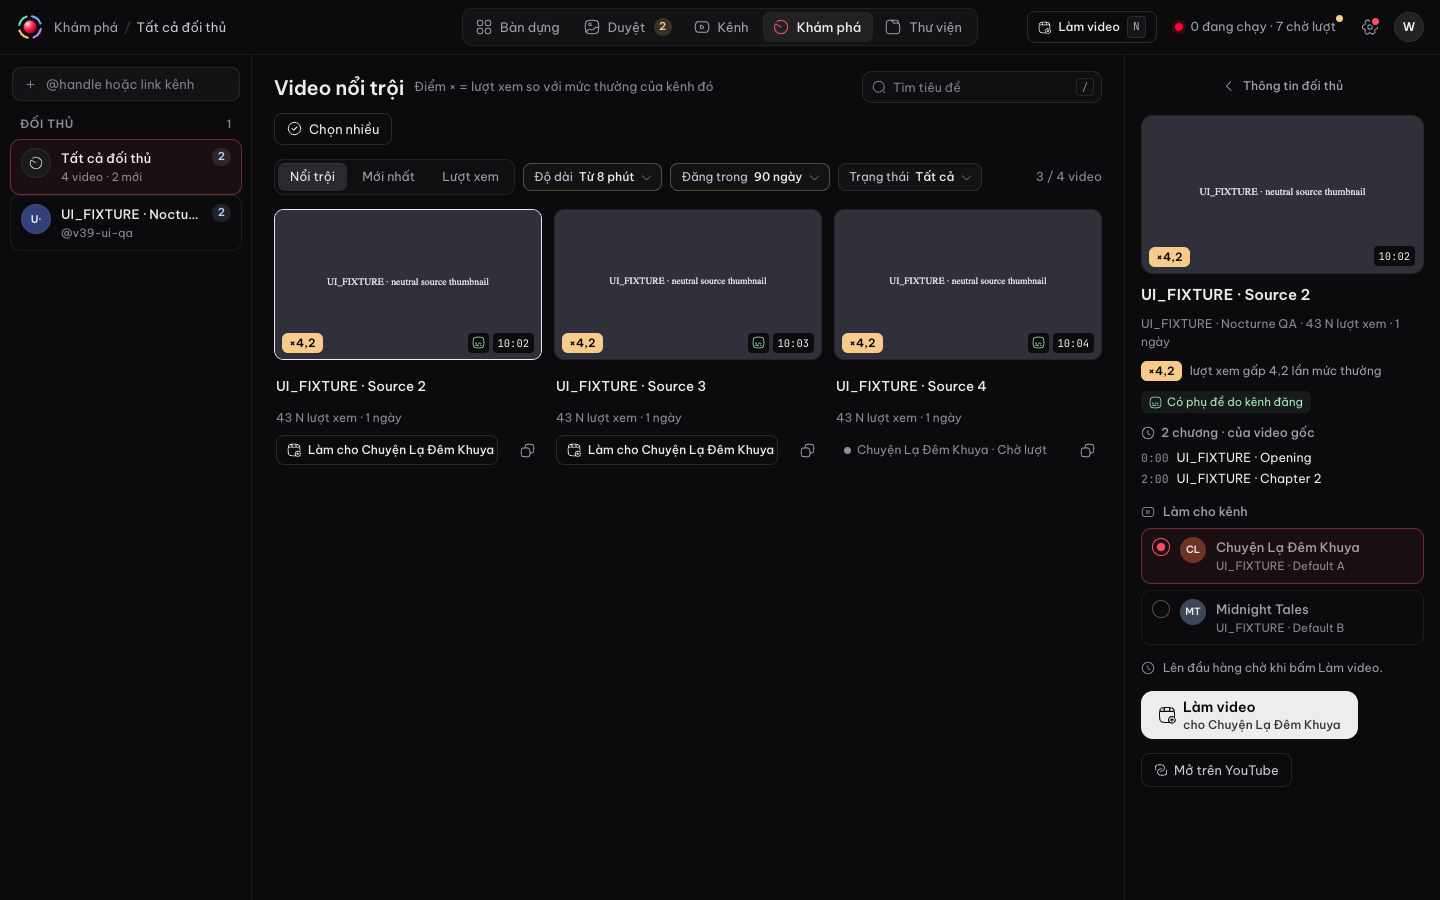 Khám phá / Tất cả đối thủ
Bàn dựng
Duyệt 2
Kênh
Khám phá
Thư viện
Làm video N
0 đang chạy · 7 chờ lượt
W
+ @handle hoặc link kênh
ĐỐI THỦ 1
Tất cả đối thủ 2
4 video · 2 mới
U·
UI_FIXTURE · Noctu... 2
@v39-ui-qa
Video nổi trội
Điểm × = lượt xem so với mức thường của kênh đó
Tìm tiêu đề /
Chọn nhiều
Nổi trội
Mới nhất
Lượt xem
Độ dài Từ 8 phút
Đăng trong 90 ngày
Trạng thái Tất cả
3 / 4 video
UI_FIXTURE · neutral source thumbnail
×4,2
10:02
UI_FIXTURE · Source 2
43 N lượt xem · 1 ngày
Làm cho Chuyện Lạ Đêm Khuya
UI_FIXTURE · neutral source thumbnail
×4,2
10:03
UI_FIXTURE · Source 3
43 N lượt xem · 1 ngày
Làm cho Chuyện Lạ Đêm Khuya
UI_FIXTURE · neutral source thumbnail
×4,2
10:04
UI_FIXTURE · Source 4
43 N lượt xem · 1 ngày
Chuyện Lạ Đêm Khuya · Chờ lượt
Thông tin đối thủ
UI_FIXTURE · neutral source thumbnail
×4,2
10:02
UI_FIXTURE · Source 2
UI_FIXTURE · Nocturne QA · 43 N lượt xem · 1
ngày
×4,2 lượt xem gấp 4,2 lần mức thường
Có phụ đề do kênh đăng
2 chương · của video gốc
0:00 UI_FIXTURE · Opening
2:00 UI_FIXTURE · Chapter 2
Làm cho kênh
CL
Chuyện Lạ Đêm Khuya
UI_FIXTURE · Default A
MT
Midnight Tales
UI_FIXTURE · Default B
Lên đầu hàng chờ khi bấm Làm video.
Làm video
cho Chuyện Lạ Đêm Khuya
Mở trên YouTube